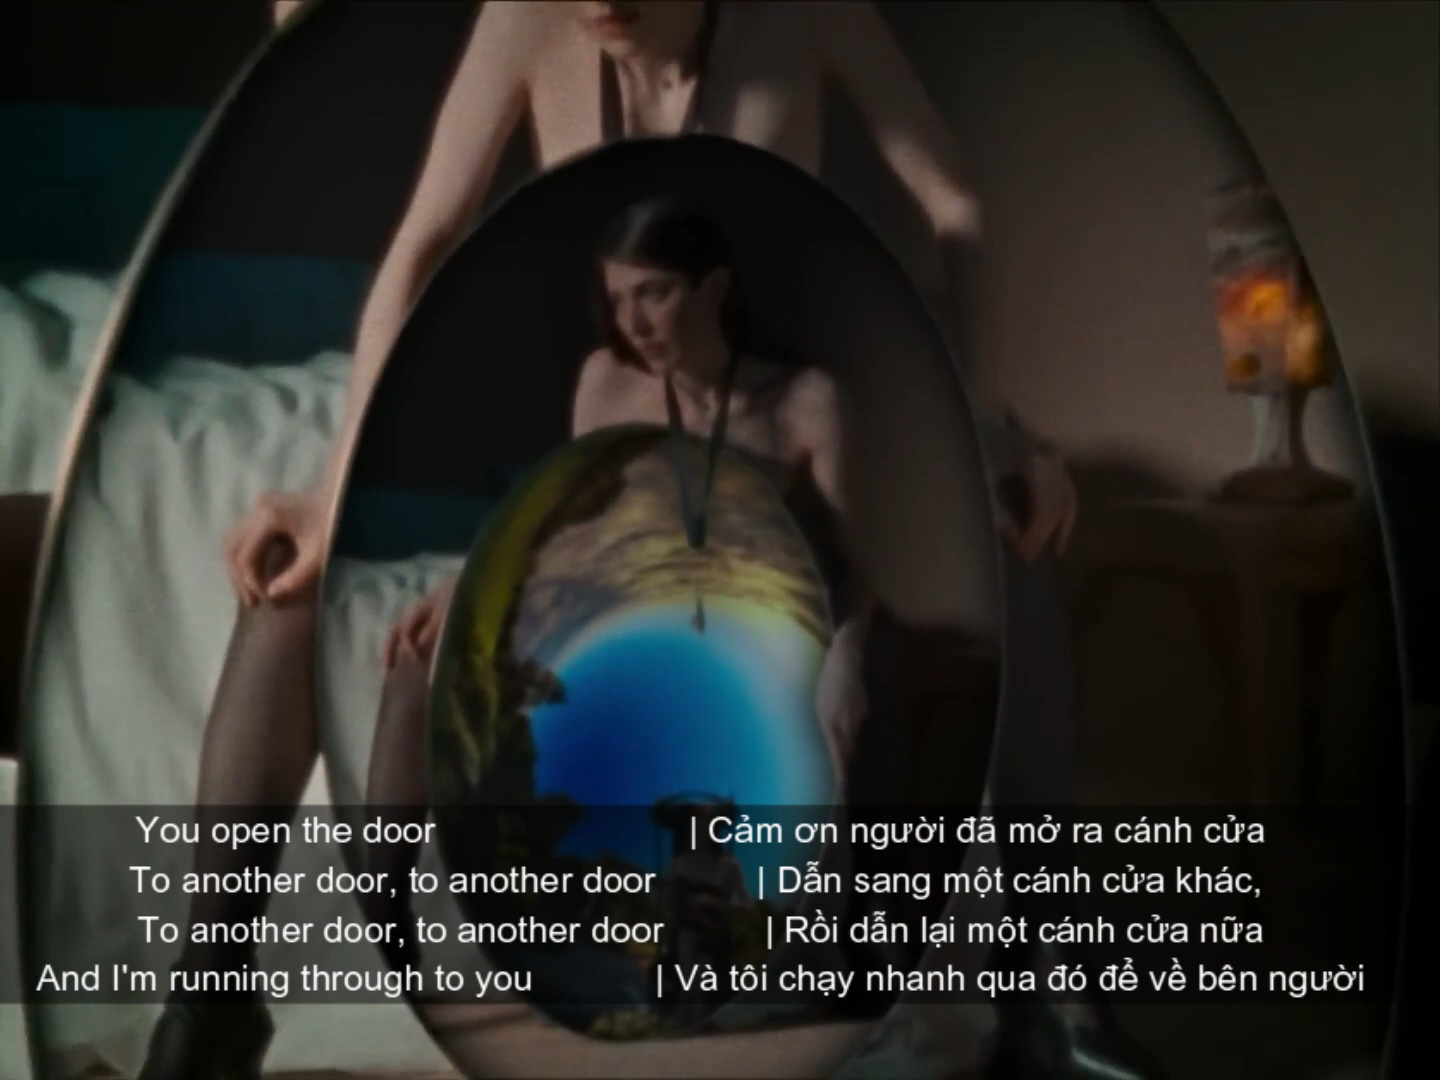 You open the door | Cảm ơn người đã mở ra cánh cửa
To another door, to another door | Dẫn sang một cánh cửa khác,
To another door, to another door | Rồi dẫn lại một cánh cửa nữa
And I'm running through to you | Và tôi chạy nhanh qua đó để về bên người